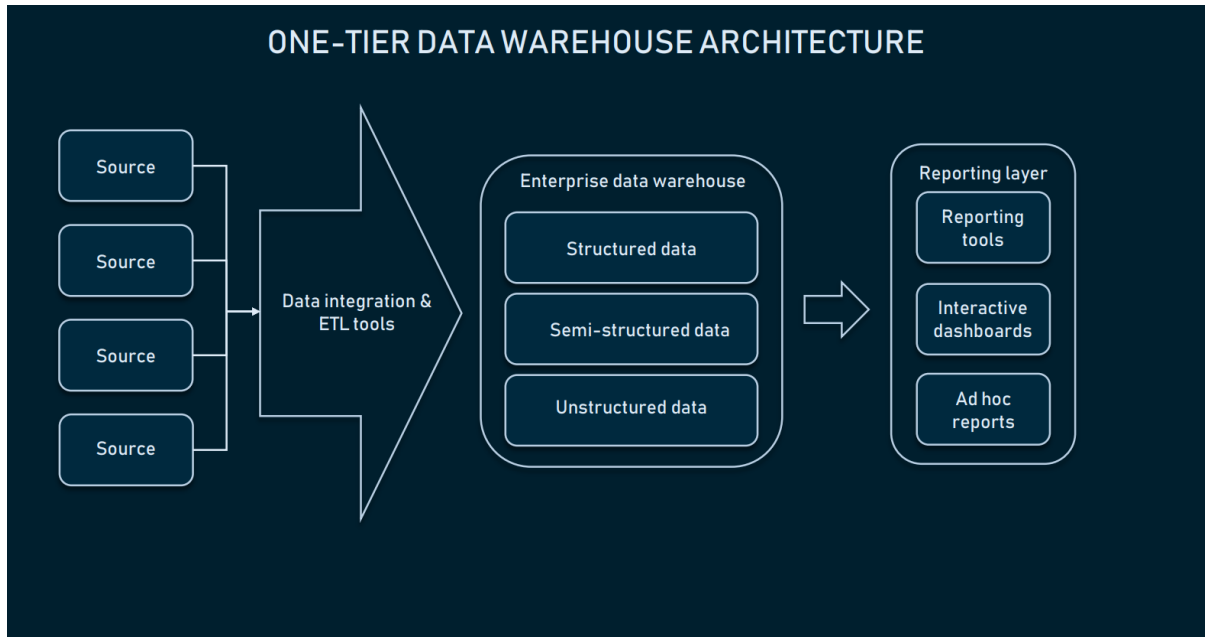 ONE-TIER DATA WAREHOUSE ARCHITECTURE
Source
Source
Source
Source
Data integration &
ETL tools
Enterprise data warehouse
Structured data
Semi-structured data
Unstructured data
Reporting layer
Reporting
tools
Interactive
dashboards
Ad hoc
reports